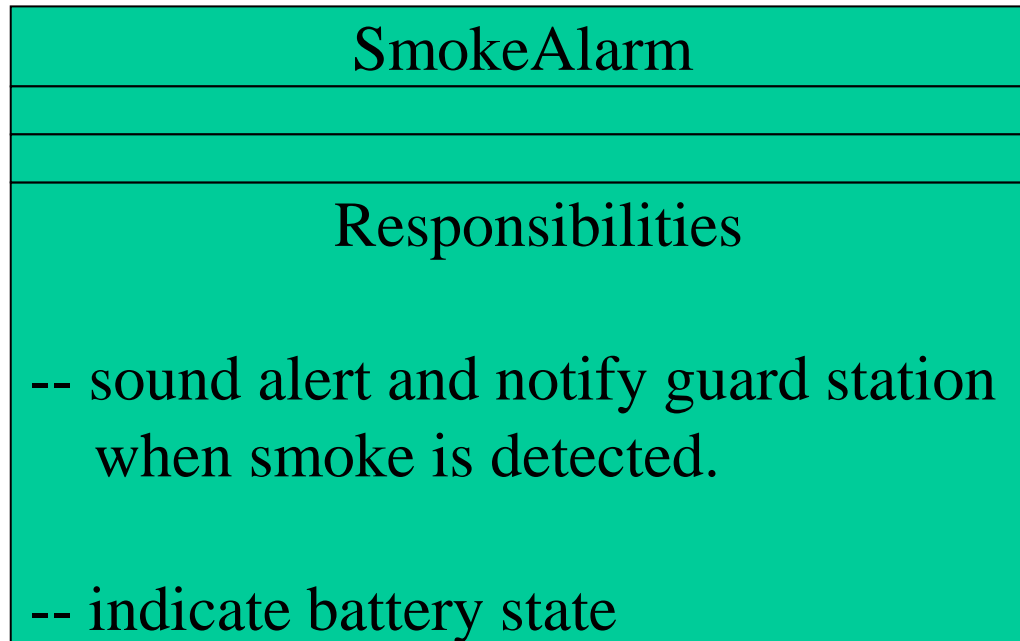 SmokeAlarm
Responsibilities
-- sound alert and notify guard station
when smoke is detected.
-- indicate battery state